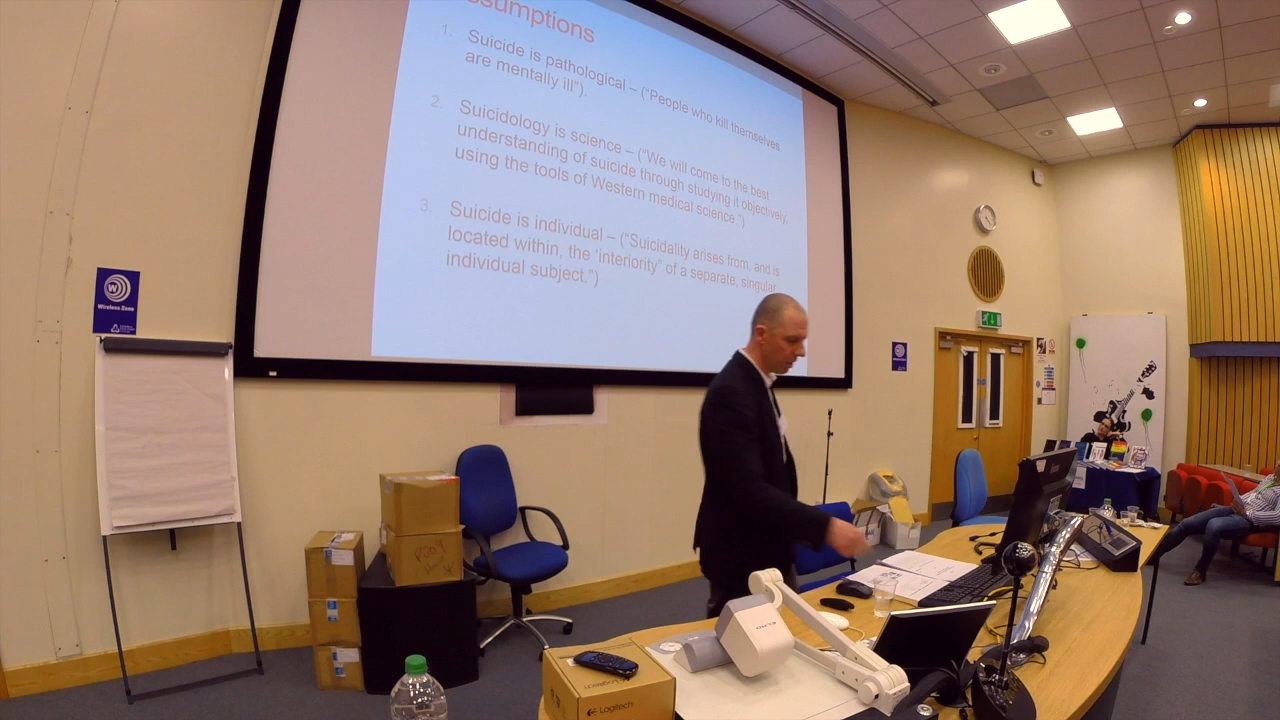 ssumptions
1. Suicide is pathological – ("People who kill themselves
are mentally ill").
2. Suicidology is science – ("We will come to the best
understanding of suicide through studying it objectively,
using the tools of Western medical science.")
3. Suicide is individual – ("Suicidality arises from, and is
located within, the 'interiority" of a separate, singular
individual subject.")
W
Wireless Zone
ELMO
Logitech